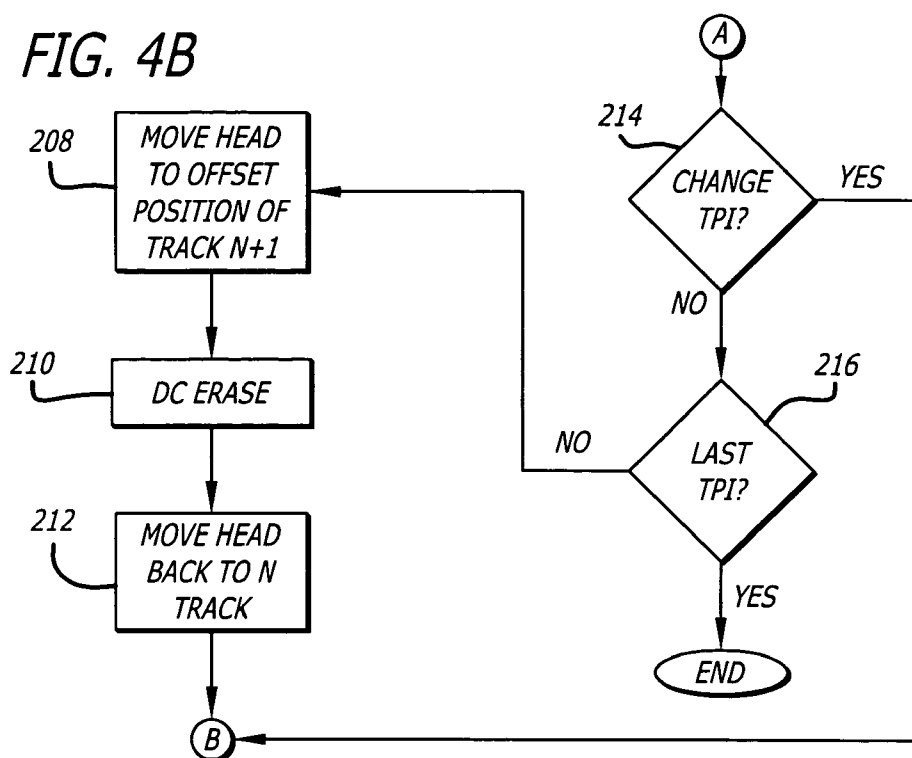 FIG. 4B
A
214
CHANGE
TPI?
YES
NO
216
LAST
TPI?
NO
YES
END
208
MOVE HEAD
TO OFFSET
POSITION OF
TRACK N+1
210
DC ERASE
212
MOVE HEAD
BACK TO N
TRACK
B